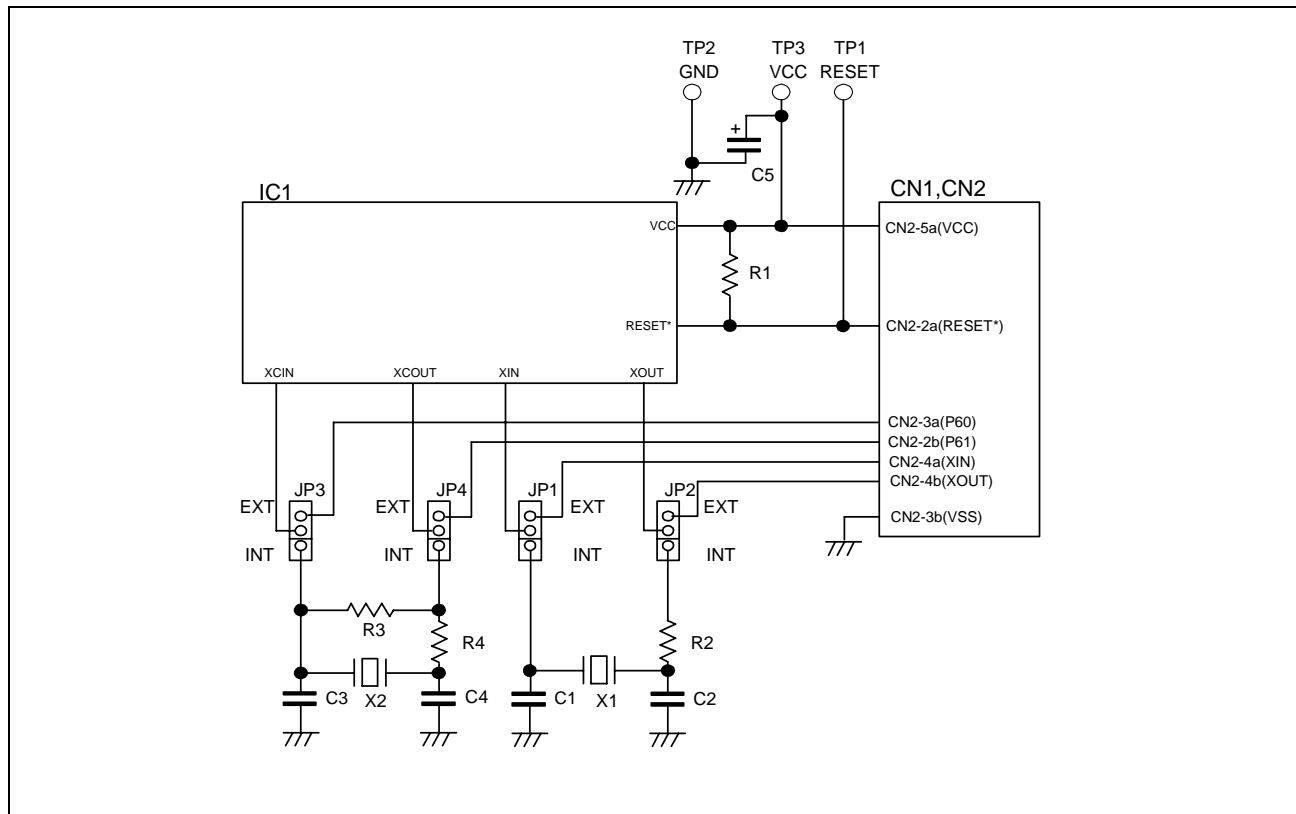 TP2 TP3 TP1
GND VCC RESET
+
C5
IC1
CN1,CN2
VCC
CN2-5a(VCC)
R1
RESET*
CN2-2a(RESET*)
XCIN XCOUT XIN XOUT
CN2-3a(P60)
CN2-2b(P61)
CN2-4a(XIN)
CN2-4b(XOUT)
CN2-3b(VSS)
JP3 JP4 JP1 JP2
EXT EXT EXT EXT
INT INT INT INT
R3
R4
R2
C3 X2 C4 C1 X1 C2